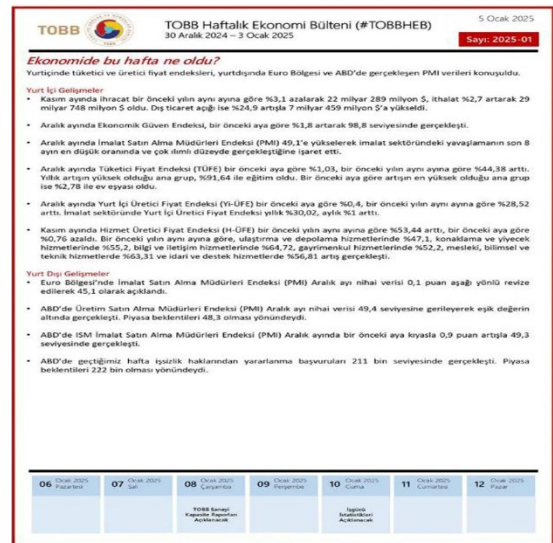 TOBB
TOBB Haftalık Ekonomi Bülteni (#TOBBHEB)
30 Aralık 2024 – 3 Ocak 2025
5 Ocak 2025
Sayı: 2025-01
Ekonomide bu hafta ne oldu?
Yurtiçinde tüketici ve üretici fiyat endeksleri, yurtdışında Euro Bölgesi ve ABD'de gerçekleşen PMI verileri konuşuldu.
Yurt İçi Gelişmeler
• Kasım ayında ihracat bir önceki yılın aynı ayına göre %3,1 azalarak 22 milyar 289 milyon $, ithalat %2,7 artarak 29
milyar 748 milyon $ oldu. Dış ticaret açığı ise %24,9 artışla 7 milyar 459 milyon $'a yükseldi.
• Aralık ayında Ekonomik Güven Endeksi, bir önceki aya göre %1,8 artarak 98,8 seviyesinde gerçekleşti.
• Aralık ayında İmalat Satın Alma Müdürleri Endeksi (PMI) 49,1'e yükselerek imalat sektöründeki yavaşlamanın son 8
ayın en düşük oranında ve çok ılımlı düzeyde gerçekleştiğine işaret etti.
• Aralık ayında Tüketici Fiyat Endeksi (TÜFE) bir önceki aya göre %1,03, bir önceki yılın aynı ayına göre %44,38 arttı.
Yıllık artışın yüksek olduğu ana grup, %91,64 ile eğitim oldu. Bir önceki aya göre artışın en yüksek olduğu ana grup
ise %2,78 ile ev eşyası oldu.
• Aralık ayında Yurt İçi Üretici Fiyat Endeksi (Yi-ÜFE) bir önceki aya göre %0,4, bir önceki yılın aynı ayına göre %28,52
arttı. İmalat sektöründe Yurt İçi Üretici Fiyat Endeksi yıllık %30,02, aylık %1 arttı.
• Kasım ayında Hizmet Üretici Fiyat Endeksi (H-ÜFE) bir önceki yılın aynı ayına göre %53,44 arttı, bir önceki aya göre
%0,76 azaldı. Bir önceki yılın aynı ayına göre, ulaştırma ve depolama hizmetlerinde %47,1, konaklama ve yiyecek
hizmetlerinde %55,2, bilgi ve iletişim hizmetlerinde %64,72, gayrimenkul hizmetlerinde %52,2, mesleki, bilimsel ve
teknik hizmetlerde %63,31 ve idari ve destek hizmetlerde %56,81 artış gerçekleşti.
Yurt Dışı Gelişmeler
• Euro Bölgesi'nde İmalat Satın Alma Müdürleri Endeksi (PMI) Aralık ayı nihai verisi 0,1 puan aşağı yönlü revize
edilerek 45,1 olarak açıklandı.
• ABD'de Üretim Satın Alma Müdürleri Endeksi (PMI) Aralık ayı nihai verisi 49,4 seviyesine gerileyerek eşik değerin
altında gerçekleşti. Piyasa beklentileri 48,3 olması yönündeydi.
• ABD'de ISM İmalat Satın Alma Müdürleri Endeksi (PMI) Aralık ayında bir önceki aya kıyasla 0,9 puan artışla 49,3
seviyesinde gerçekleşti.
• ABD'de geçtiğimiz hafta işsizlik haklarından yararlanma başvuruları 211 bin seviyesinde gerçekleşti. Piyasa
beklentileri 222 bin olması yönündeydi.
06 Ocak 2025 Pazartesi
07 Ocak 2025 Salı
08 Ocak 2025 Çarşamba
09 Ocak 2025 Perşembe
10 Ocak 2025 Cuma
11 Ocak 2025 Cumartesi
12 Ocak 2025 Pazar
TOBB Sanayi
Kapasite Raporları
Açıklanacak
İşgücü
İstatistikleri
Açıklanacak